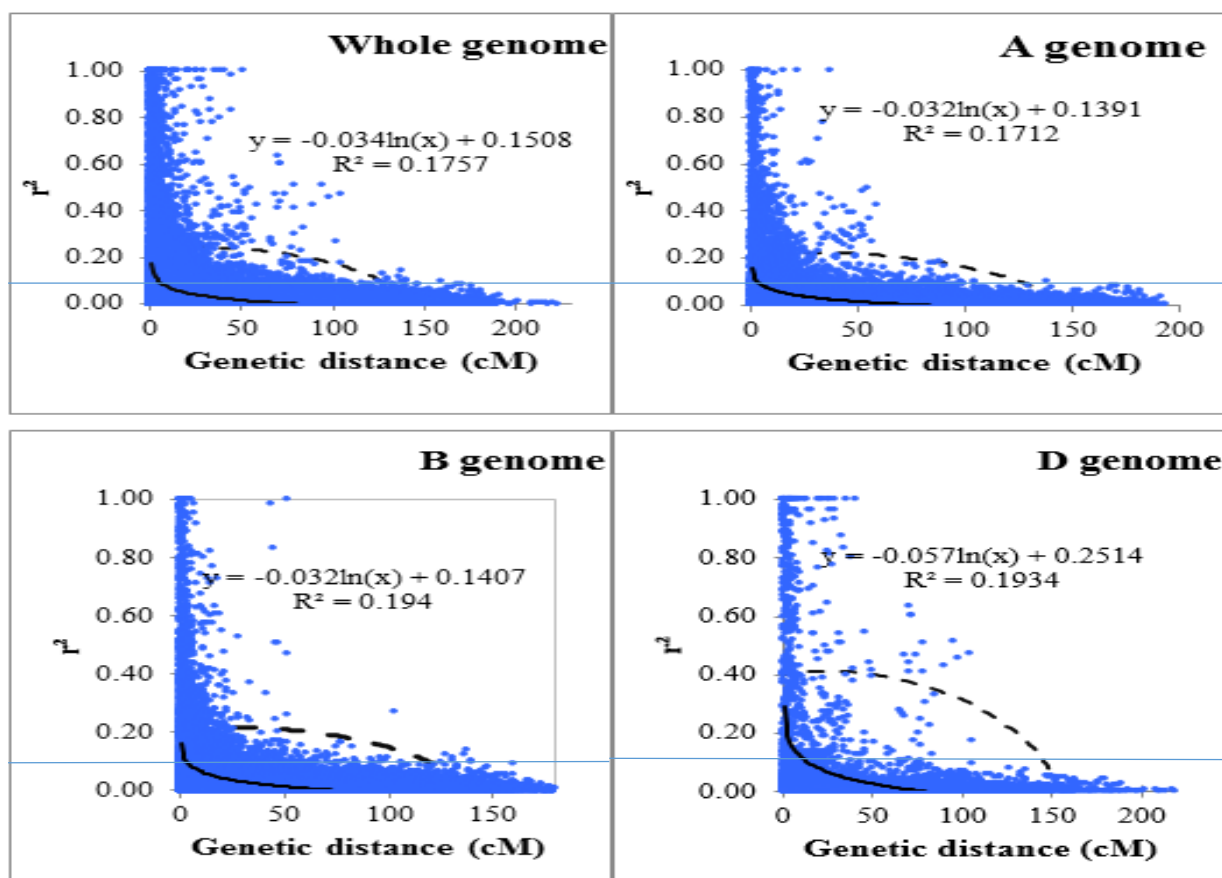 Whole genome
1.00
0.80
0.60
0.40
0.20
0.00
r²
y = -0.034ln(x) + 0.1508
R² = 0.1757
0 50 100 150 200
Genetic distance (cM)
A genome
1.00
0.80
0.60
0.40
0.20
0.00
r²
y = -0.032ln(x) + 0.1391
R² = 0.1712
0 50 100 150 200
Genetic distance (cM)
B genome
1.00
0.80
0.60
0.40
0.20
0.00
r²
y = -0.032ln(x) + 0.1407
R² = 0.194
0 50 100 150
Genetic distance (cM)
D genome
1.00
0.80
0.60
0.40
0.20
0.00
r²
y = -0.057ln(x) + 0.2514
R² = 0.1934
0 50 100 150 200
Genetic distance (cM)